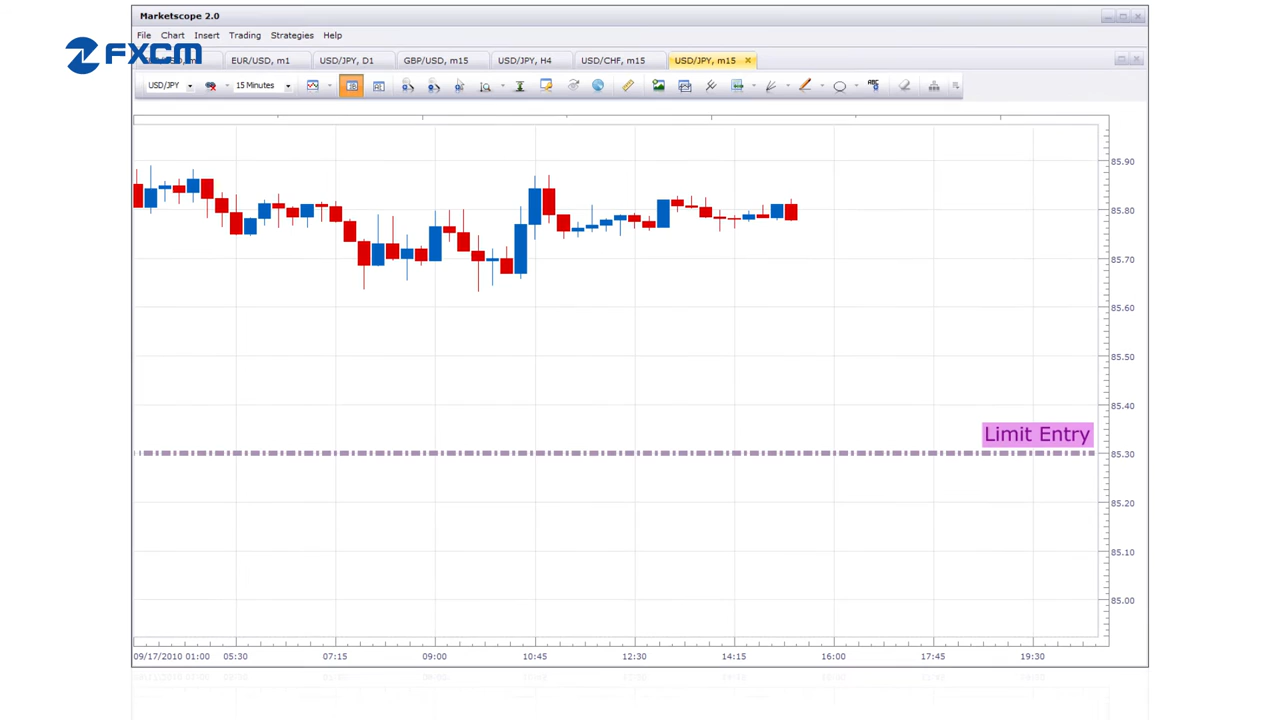 Marketscope 2.0
File Chart Insert Trading Strategies Help
FXCM
EUR/USD, m1 USD/JPY, D1 GBP/USD, m15 USD/JPY, H4 USD/CHF, m15 USD/JPY, m15
USD/JPY 15 Minutes ABC
85.90
85.80
85.70
85.60
85.50
85.40
Limit Entry
85.30
85.20
85.10
85.00
09/17/2010 01:00 05:30 07:15 09:00 10:45 12:30 14:15 16:00 17:45 19:30